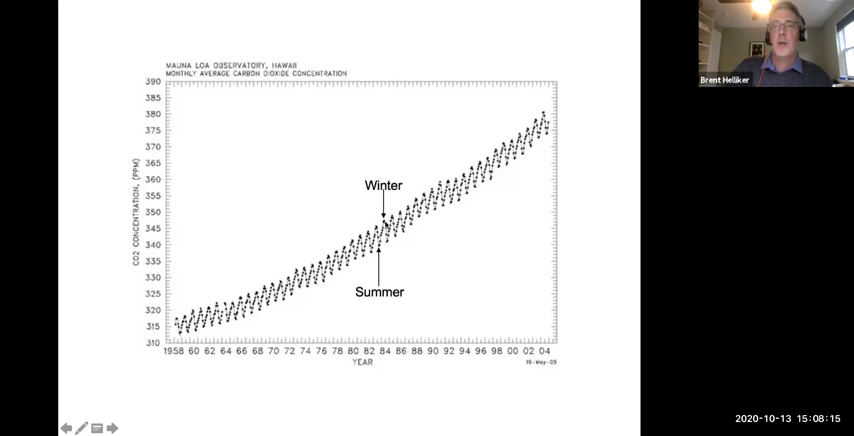 MAUNA LOA OBSERVATORY, HAWAII
MONTHLY AVERAGE CARBON DIOXIDE CONCENTRATION
Brent Helliker
390
385
380
375
370
365
360
355
350
345
340
335
330
325
320
315
310
CO2 CONCENTRATION, (PPM)
Winter
Summer
1958 60 62 64 66 68 70 72 74 76 78 80 82 84 86 88 90 92 94 96 98 00 02 04
YEAR
19-May-05
2020-10-13 15:08:15